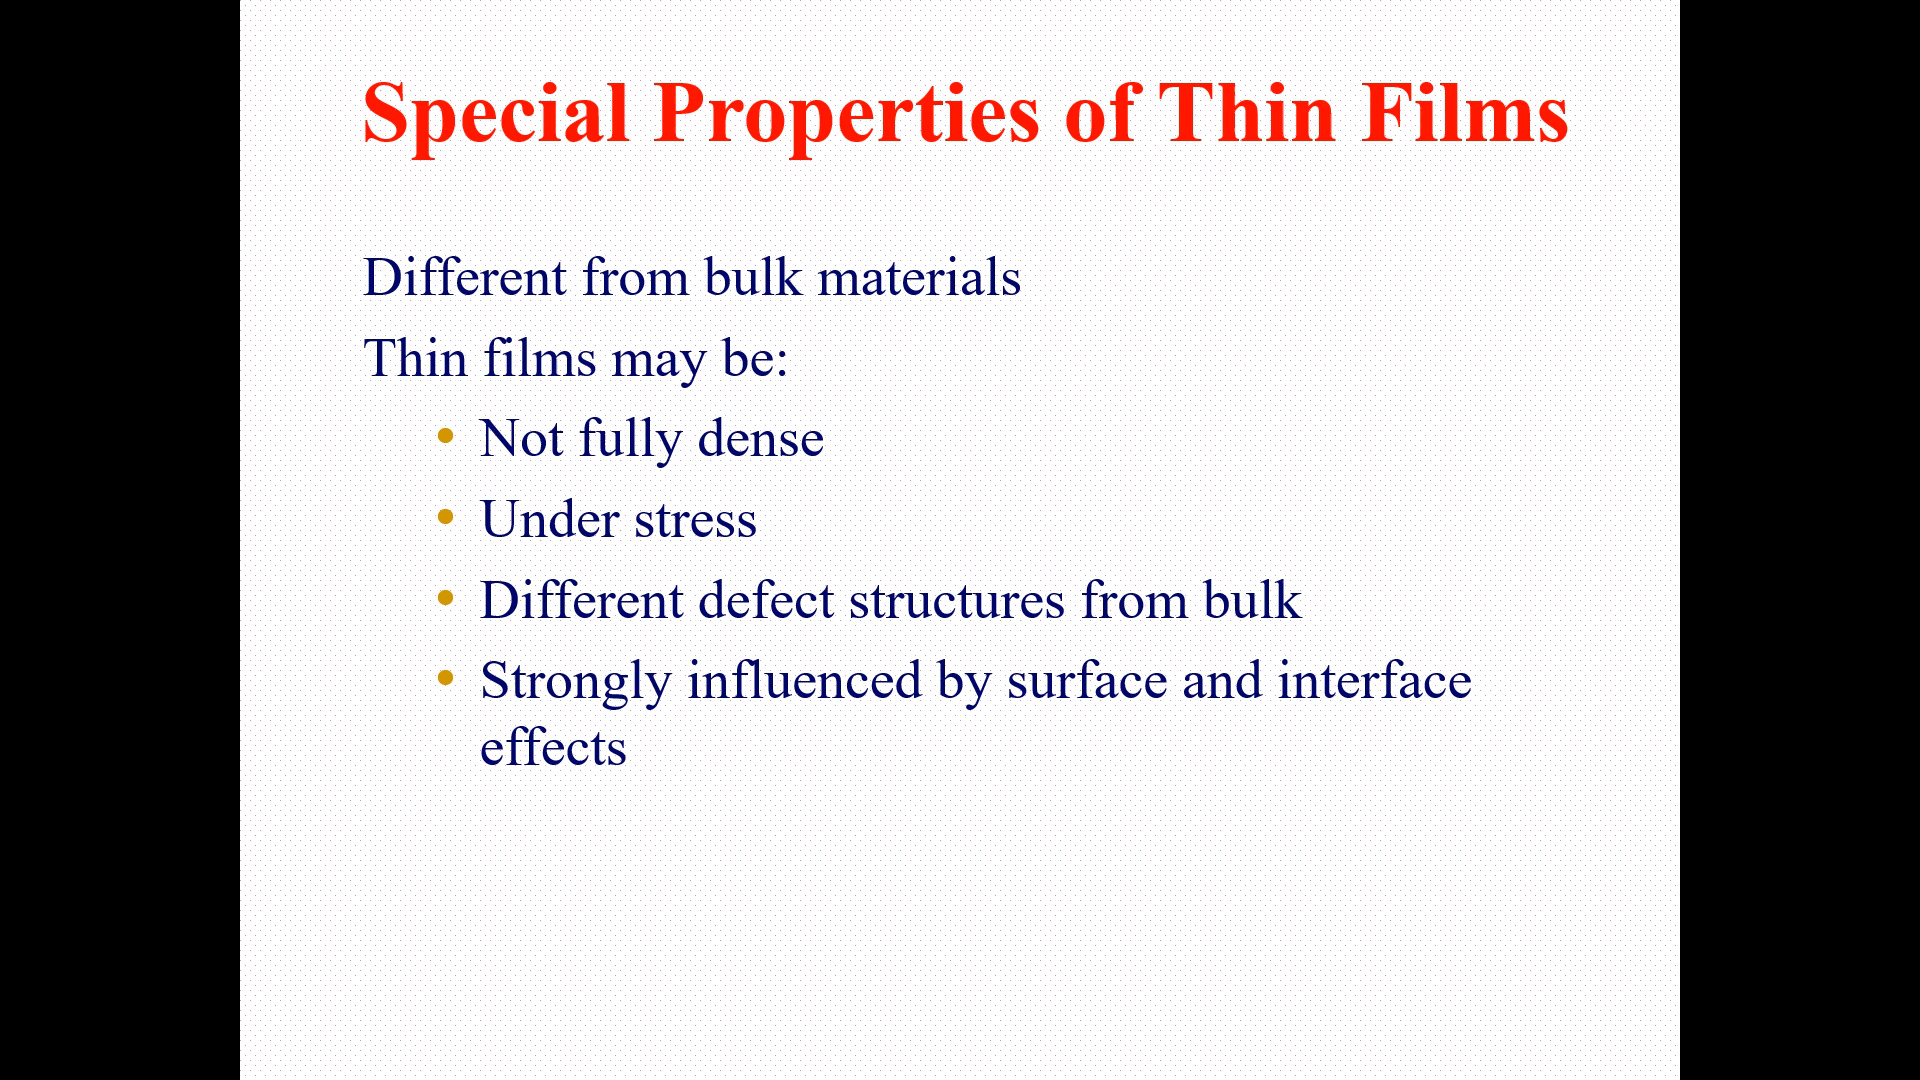 Special Properties of Thin Films
Different from bulk materials
Thin films may be:
• Not fully dense
• Under stress
• Different defect structures from bulk
• Strongly influenced by surface and interface
effects